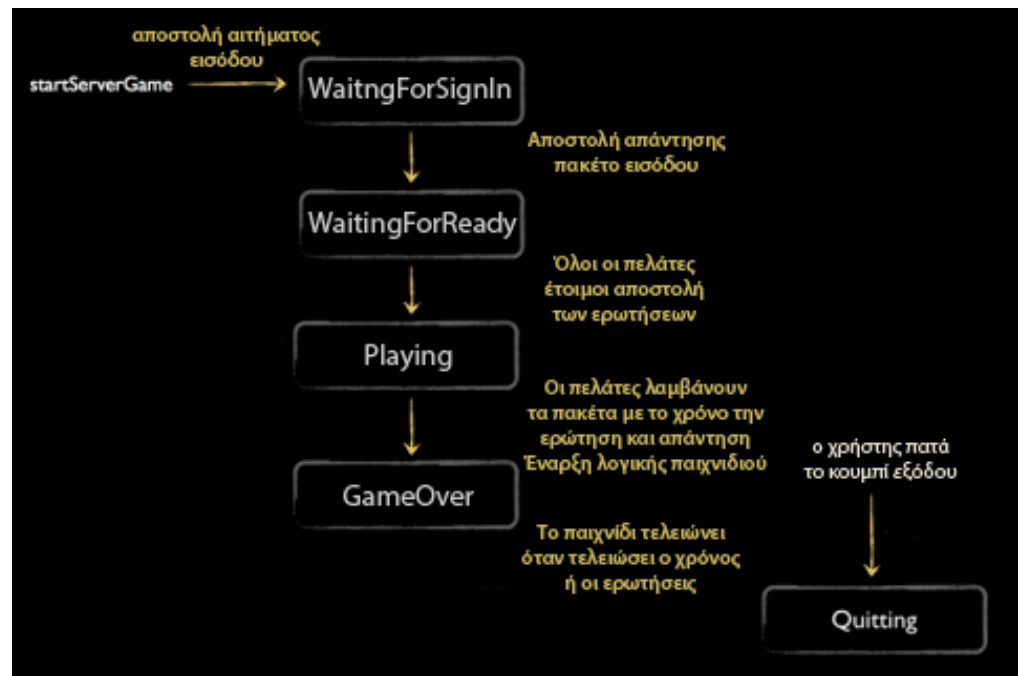 αποστολή αιτήματος
εισόδου
startServerGame
WaitngForSignIn
Αποστολή απάντησης
πακέτο εισόδου
WaitingForReady
Όλοι οι πελάτες
έτοιμοι αποστολή
των ερωτήσεων
Playing
Οι πελάτες λαμβάνουν
τα πακέτα με το χρόνο την
ερώτηση και απάντηση
Έναρξη λογικής παιχνιδιού
GameOver
Το παιχνίδι τελειώνει
όταν τελειώσει ο χρόνος
ή οι ερωτήσεις
ο χρήστης πατά
το κουμπί εξόδου
Quitting